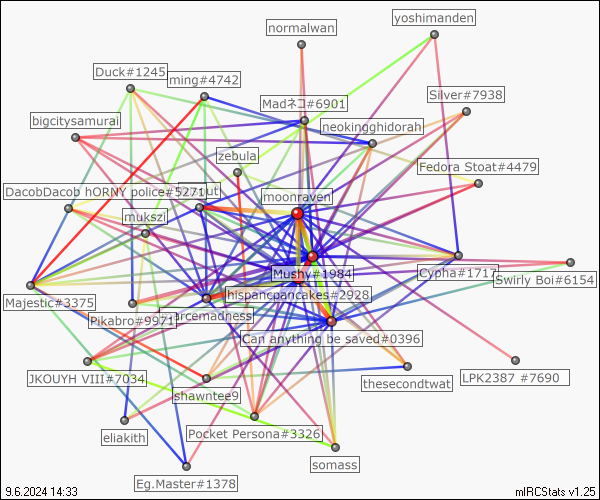 normalwan
yoshimanden
Duck#1245
ming#4742
Silver#7938
Madネコ#6901
bigcitysamurai
neokingghidorah
zebula
Fedora Stoat#4479
DacobDacob hORNY police#5271
ut
moonraven
mukszi
Mushy#1984
Cypha#1717
Swirly Boi#6154
Majestic#3375
hispancpancakes#2928
Pikabro#9971
arcemadness
Can anything be saved#0396
JKOUYH VIII#7034
thesecondtwat
LPK2387 #7690
shawntee9
eliakith
Pocket Persona#3326
somass
Eg.Master#1378
9.6.2024 14:33
mIRCStats v1.25